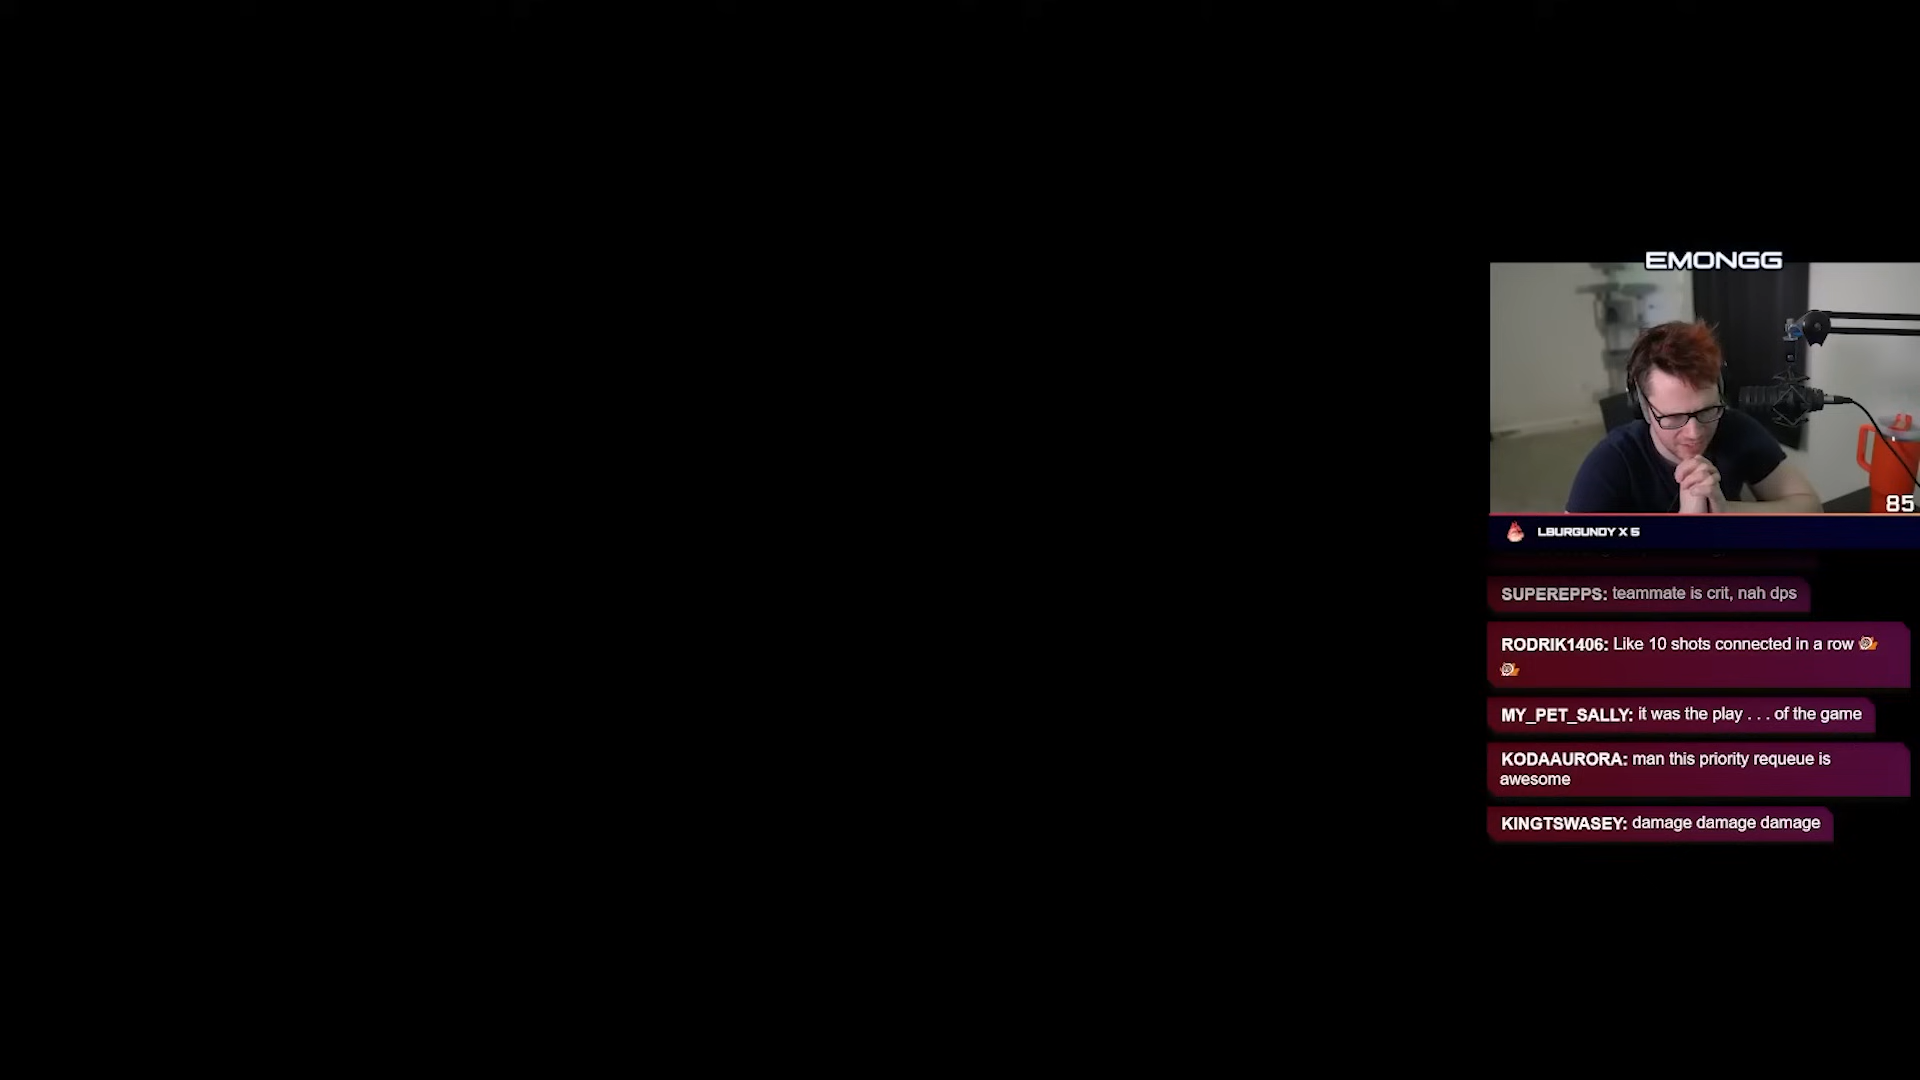 EMONGG
85
LBURGUNDY X 5
SUPEREPPS: teammate is crit, nah dps
RODRIK1406: Like 10 shots connected in a row
MY_PET_SALLY: it was the play . . . of the game
KODAAURORA: man this priority requeue is
awesome
KINGTSWASEY: damage damage damage